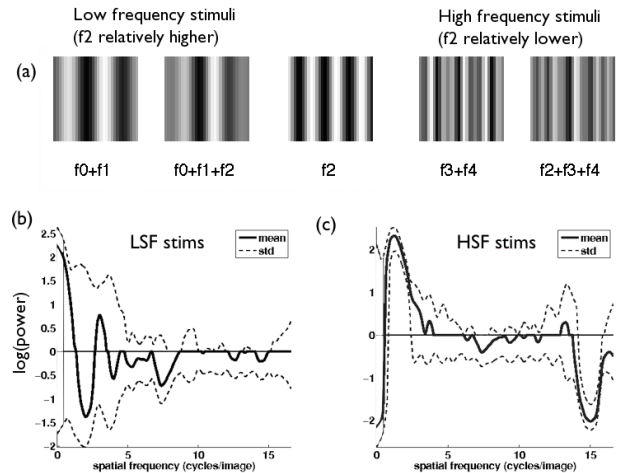 Low frequency stimuli
(f2 relatively higher)
High frequency stimuli
(f2 relatively lower)
(a)
f0+f1
f0+f1+f2
f2
f3+f4
f2+f3+f4
(b)
LSF stims
mean
std
log(power)
2.5
2
1.5
1
0.5
0
−0.5
−1
−1.5
−2
0
5
10
15
spatial frequency (cycles/image)
(c)
HSF stims
mean
std
2
1
0
−1
−2
0
5
10
15
spatial frequency (cycles/image)